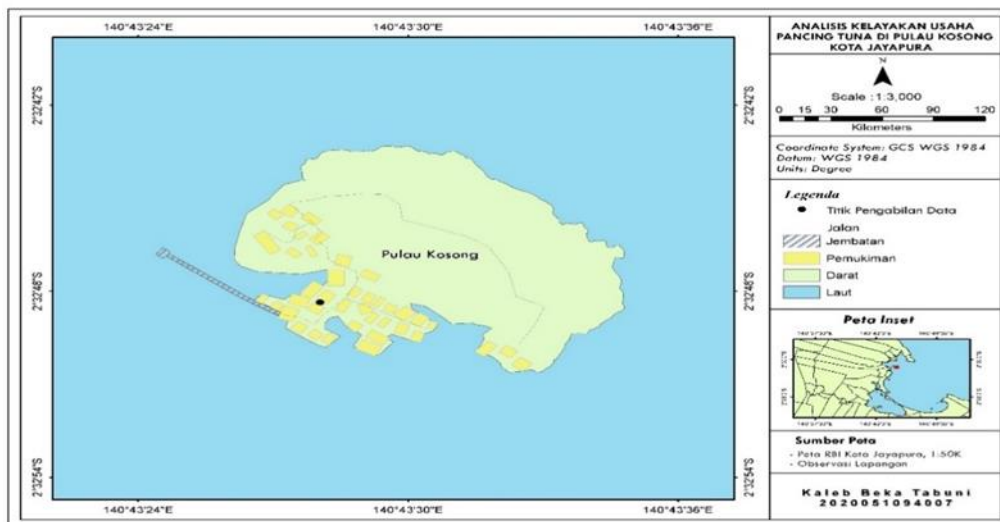 140°43'24"E 140°43'30"E 140°43'36"E
2°32'42"S 2°32'42"S
2°32'48"S 2°32'48"S
2°32'54"S 2°32'54"S
Pulau Kosong
140°43'24"E 140°43'30"E 140°43'36"E
ANALISIS KELAYAKAN USAHA
PANCING TUNA DI PULAU KOSONG
KOTA JAYAPURA
N
Scale : 1:3,000
0 15 30 60 90 120
Kilometers
Coordinate System: GCS WGS 1984
Datum: WGS 1984
Units: Degree
Legenda
Titik Pengabilan Data
Jalan
Jembatan
Pemukiman
Darat
Laut
Peta Inset
Sumber Peta
- Peta RBI Kota Jayapura, 1:50K
- Observasi Lapangan
Kaleb Beka Tabuni
2020051094007